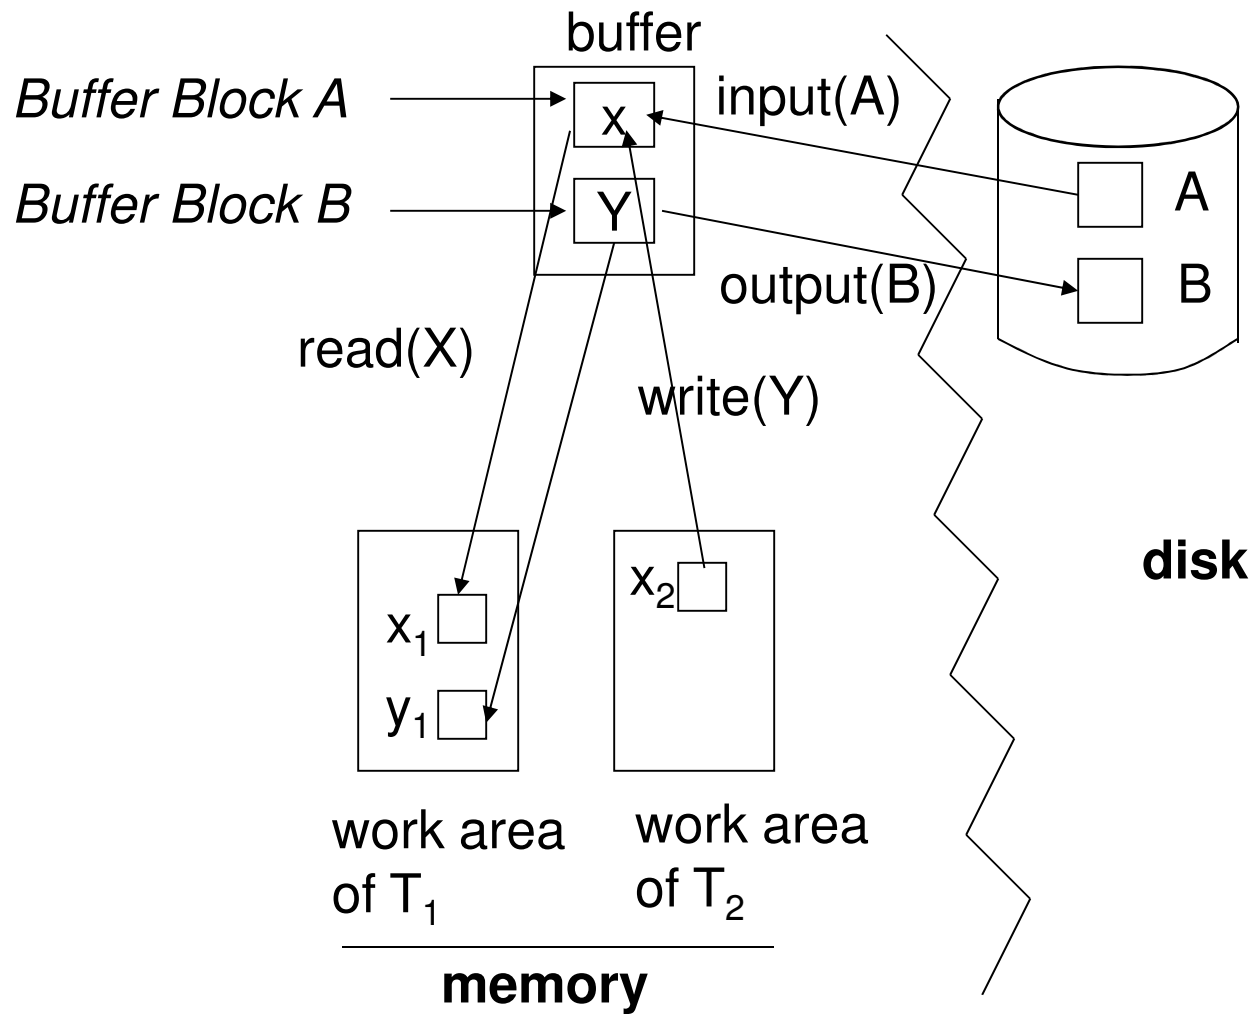 buffer
Buffer Block A
x
input(A)
A
Buffer Block B
Y
output(B)
B
read(X)
write(Y)
disk
x₂
x₁
y₁
work area
of T₁
work area
of T₂
memory